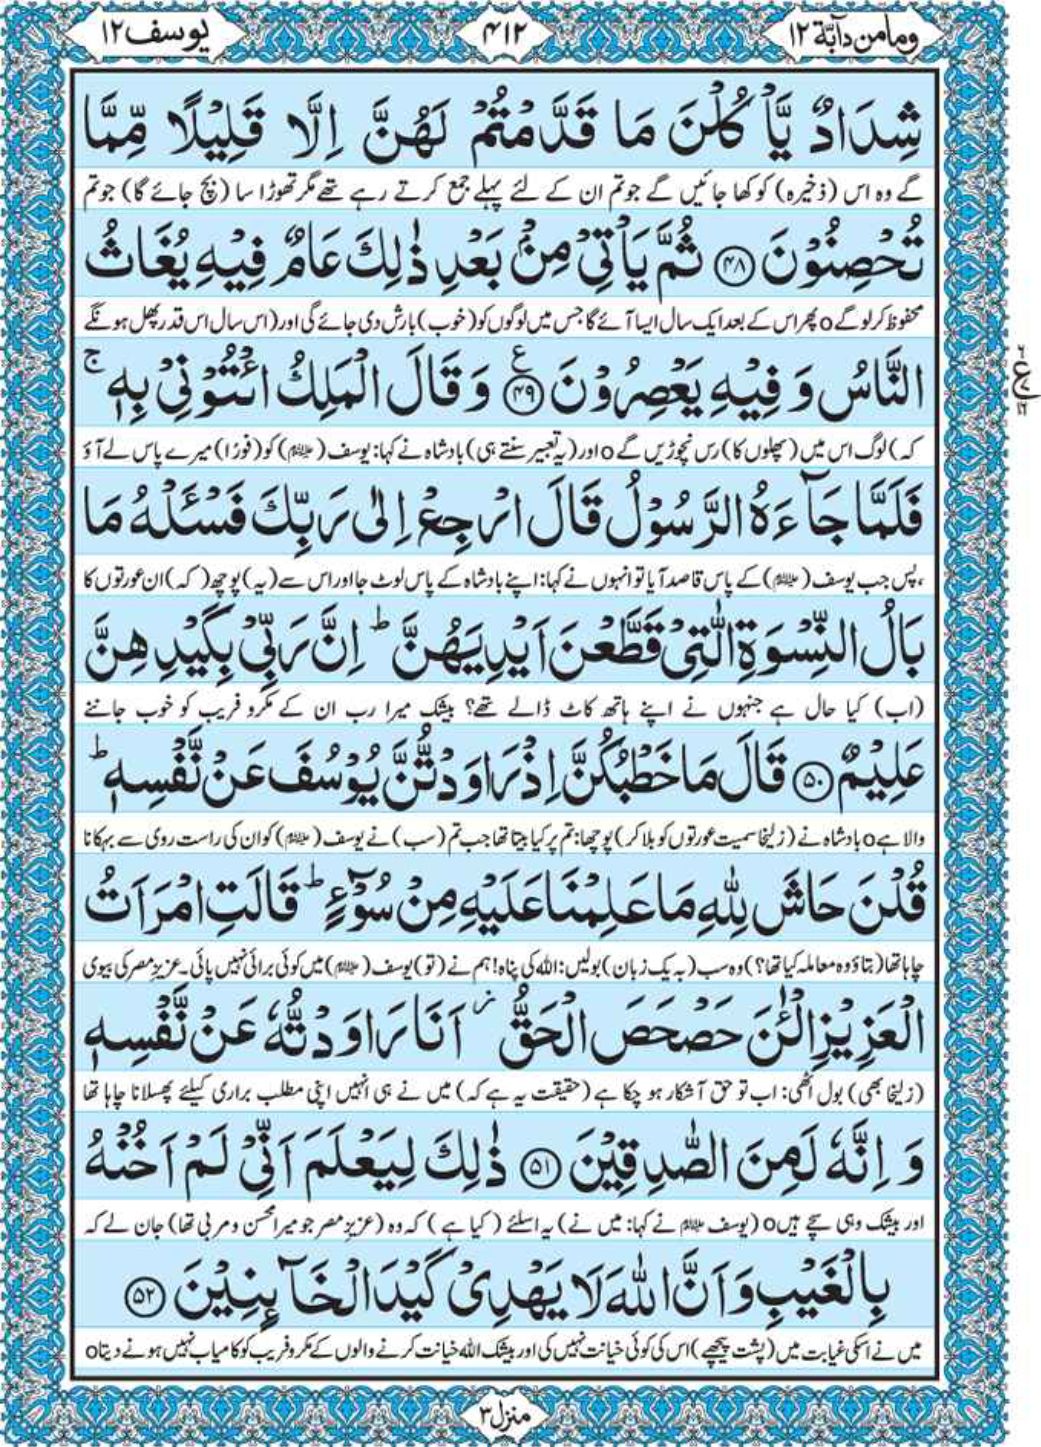 وما من دآبة ١٢
٤١٢
يوسف ١٢
شِدَادٌ يَّاْكُلْنَ مَا قَدَّمْتُمْ لَهُنَّ اِلَّا قَلِيْلًا مِّمَّا
گے وہ اس (ذخیرہ) کو کھا جائیں گے جو تم ان کے لئے پہلے جمع کرتے رہے تھے مگر تھوڑا سا (بچ جائے گا) جو تم
تُحْصِنُوْنَ ﴿۴۸﴾ ثُمَّ يَاْتِيْ مِنْۢ بَعْدِ ذٰلِكَ عَامٌ فِيْهِ يُغَاثُ
محفوظ کر لو گے o پھر اس کے بعد ایک سال ایسا آئے گا جس میں لوگوں کو (خوب) بارش دی جائے گی اور (اس سال اس قدر پھل ہونگے
النَّاسُ وَ فِيْهِ يَعْصِرُوْنَ ﴿۴۹﴾ ع وَ قَالَ الْمَلِكُ ائْتُوْنِيْ بِهٖ ۚ
کہ) لوگ اس میں (پھلوں کا) رس نچوڑیں گے o اور (یہ تعبیر سنتے ہی) بادشاہ نے کہا: یوسف (علیہ السلام) کو (فورًا) میرے پاس لے آؤ
فَلَمَّا جَآءَهُ الرَّسُوْلُ قَالَ ارْجِعْ اِلٰى رَبِّكَ فَسْـَٔلْهُ مَا
، پس جب یوسف (علیہ السلام) کے پاس قاصد آیا تو انہوں نے کہا: اپنے بادشاہ کے پاس لوٹ جا اور اس سے (یہ) پوچھ (کہ) ان عورتوں کا
بَالُ النِّسْوَةِ الّٰتِيْ قَطَّعْنَ اَيْدِيَهُنَّ ؕ اِنَّ رَبِّيْ بِكَيْدِهِنَّ
(اب) کیا حال ہے جنہوں نے اپنے ہاتھ کاٹ ڈالے تھے؟ بیشک میرا رب ان کے مکر و فریب کو خوب جاننے
عَلِيْمٌ ﴿۵۰﴾ قَالَ مَا خَطْبُكُنَّ اِذْ رَاوَدْتُّنَّ يُوْسُفَ عَنْ نَّفْسِهٖ ؕ
والا ہے o بادشاہ نے (زلیخا سمیت عورتوں کو بلا کر) پوچھا: تم پر کیا بیتا تھا جب تم (سب) نے یوسف (علیہ السلام) کو ان کی راست روی سے بہکانا
قُلْنَ حَاشَ لِلّٰهِ مَا عَلِمْنَا عَلَيْهِ مِنْ سُوْٓءٍ ؕ قَالَتِ امْرَاَتُ
چاہا تھا (بتاؤ وہ معاملہ کیا تھا؟) وہ سب (بہ یک زبان) بولیں: اللہ کی پناہ! ہم نے (تو) یوسف (علیہ السلام) میں کوئی برائی نہیں پائی۔ عزیزِ مصر کی بیوی
الْعَزِيْزِ الْـٰٔنَ حَصْحَصَ الْحَقُّ ۫ اَنَا رَاوَدْتُّهٗ عَنْ نَّفْسِهٖ
(زلیخا بھی) بول اٹھی: اب تو حق آشکار ہو چکا ہے (حقیقت یہ ہے کہ) میں نے ہی انہیں اپنی مطلب براری کیلئے پھسلانا چاہا تھا
وَ اِنَّهٗ لَمِنَ الصّٰدِقِيْنَ ﴿۵۱﴾ ذٰلِكَ لِيَعْلَمَ اَنِّيْ لَمْ اَخُنْهُ
اور بیشک وہی سچے ہیں o (یوسف علیہ السلام نے کہا: میں نے) یہ اسلئے (کیا ہے) کہ وہ (عزیزِ مصر جو میرا محسن و مربی تھا) جان لے کہ
بِالْغَيْبِ وَ اَنَّ اللّٰهَ لَا يَهْدِيْ كَيْدَ الْخَآئِنِيْنَ ﴿۵۲﴾
میں نے اسکی غیابت میں (پشت پیچھے) اس کی کوئی خیانت نہیں کی اور بیشک اللہ خیانت کرنے والوں کے مکر و فریب کو کامیاب نہیں ہونے دیتا o
منزل ٣